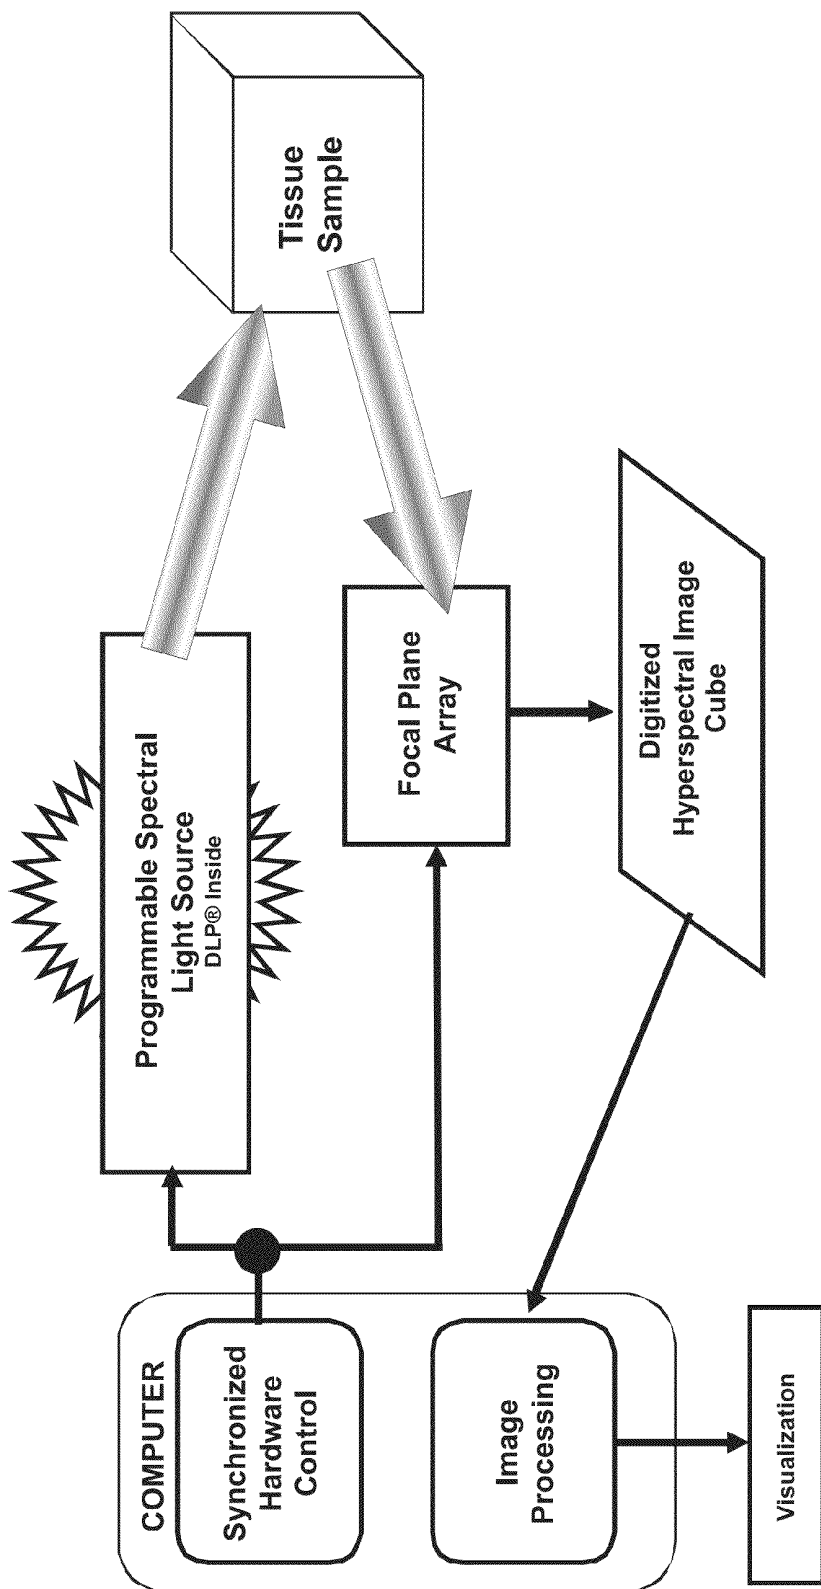 COMPUTER
Synchronized
Hardware
Control
Image
Processing
Visualization
Programmable Spectral
Light Source
DLP® Inside
Focal Plane
Array
Digitized
Hyperspectral Image
Cube
Tissue
Sample